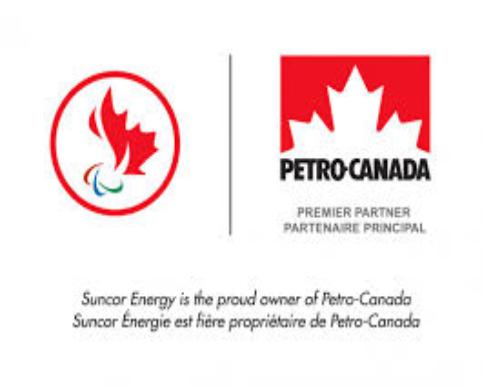 PETRO-CANADA
PREMIER PARTNER
PARTENAIRE PRINCIPAL
Suncor Energy is the proud owner of Petro-Canada
Suncor Énergie est fière propriétaire de Petro-Canada